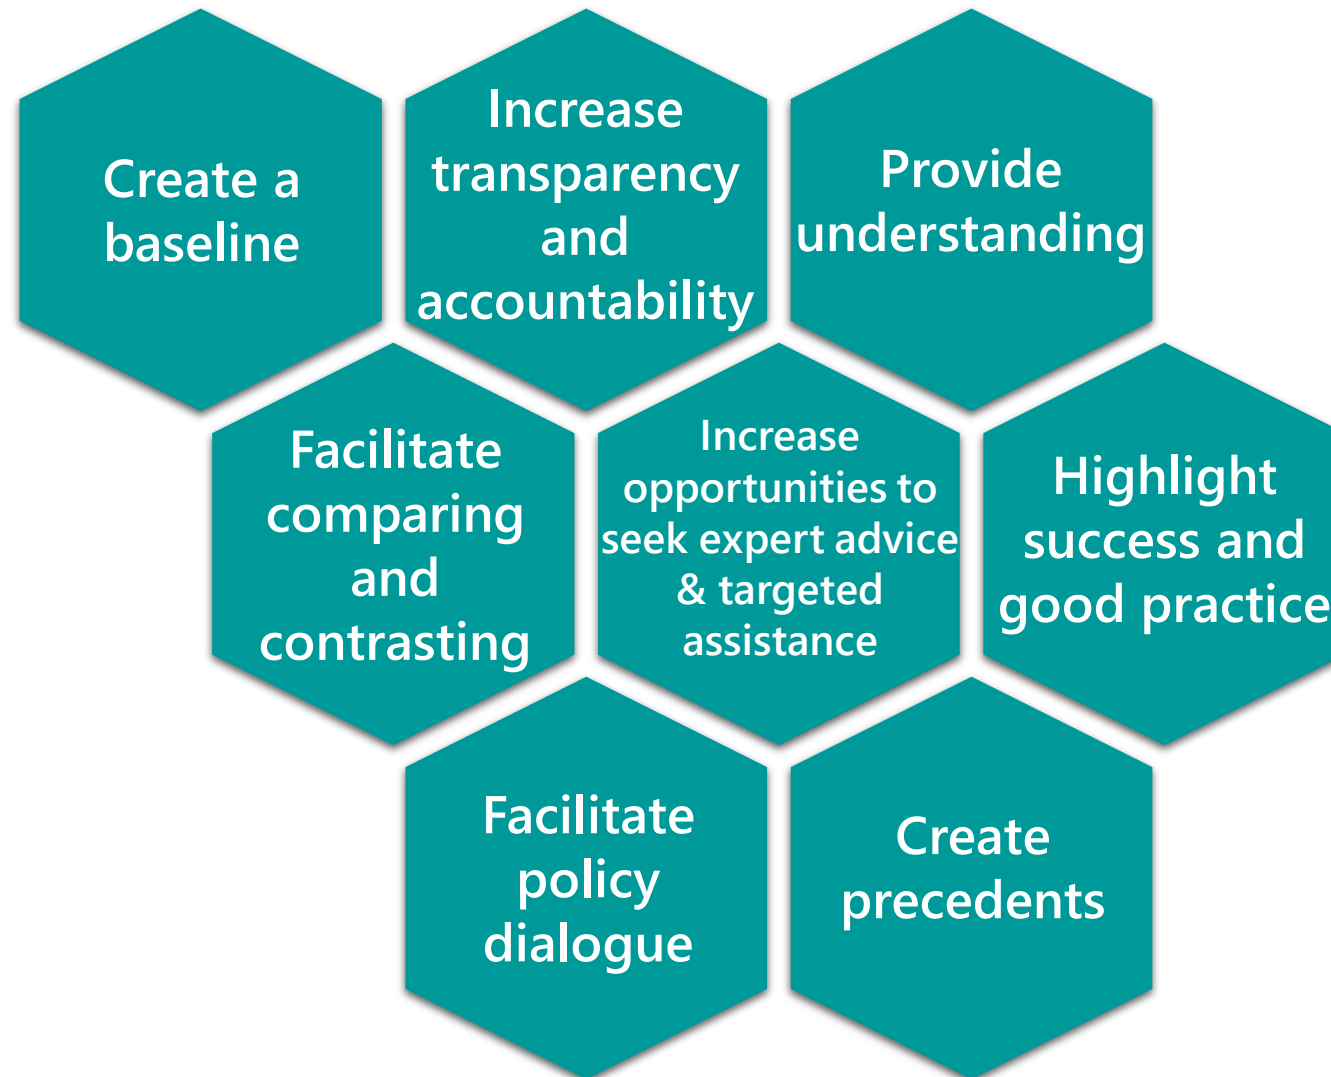 Create a
baseline
Increase
transparency
and
accountability
Provide
understanding
Facilitate
comparing
and
contrasting
Increase
opportunities to
seek expert advice
& targeted
assistance
Highlight
success and
good practice
Facilitate
policy
dialogue
Create
precedents